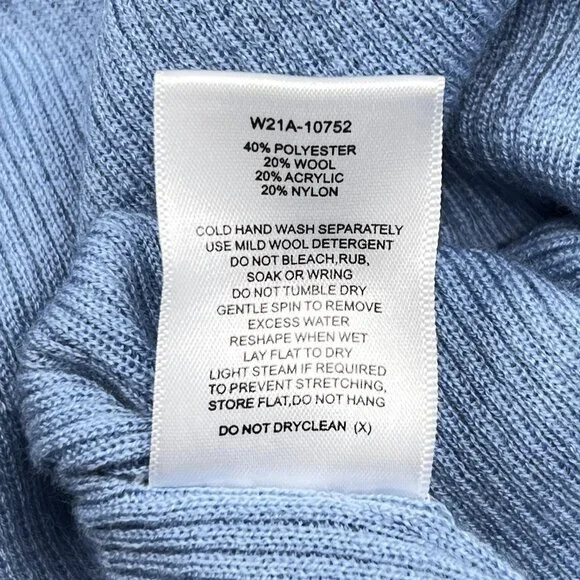 W21A-10752
40% POLYESTER
20% WOOL
20% ACRYLIC
20% NYLON
COLD HAND WASH SEPARATELY
USE MILD WOOL DETERGENT
DO NOT BLEACH,RUB,
SOAK OR WRING
DO NOT TUMBLE DRY
GENTLE SPIN TO REMOVE
EXCESS WATER
RESHAPE WHEN WET
LAY FLAT TO DRY
LIGHT STEAM IF REQUIRED
TO PREVENT STRETCHING,
STORE FLAT,DO NOT HANG
DO NOT DRYCLEAN (X)